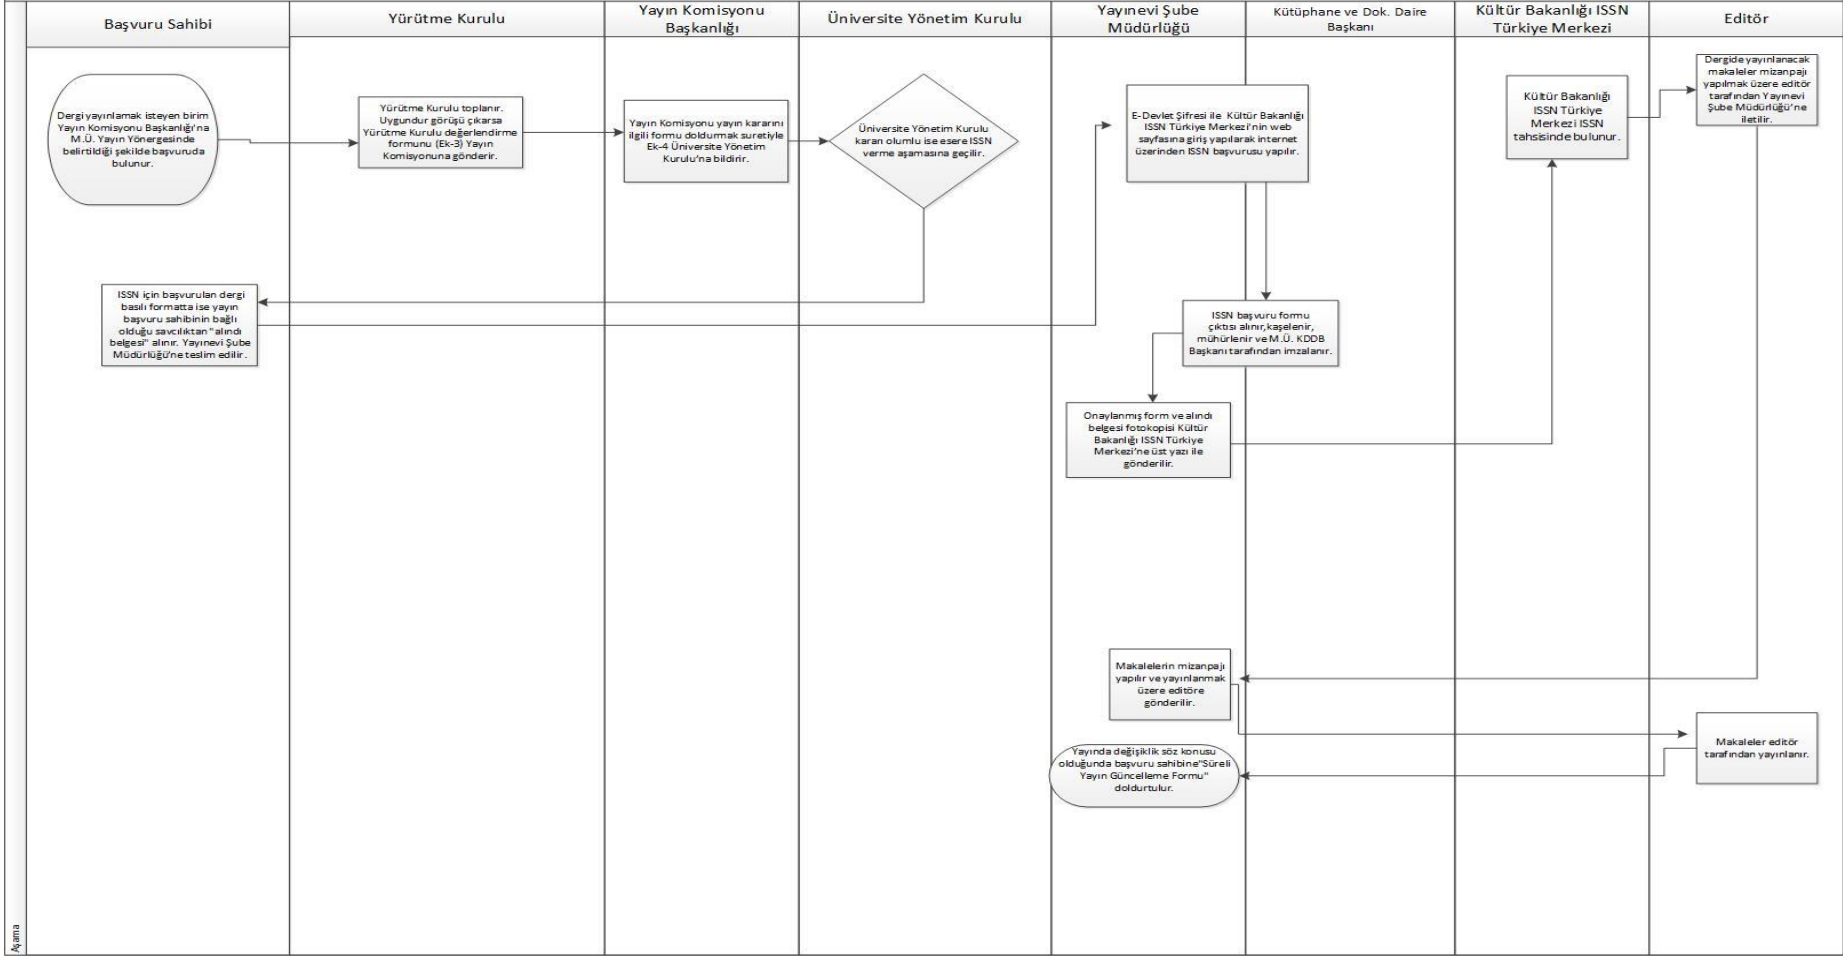 Başvuru Sahibi
Yürütme Kurulu
Yayın Komisyonu
Başkanlığı
Üniversite Yönetim Kurulu
Yayınevi Şube
Müdürlüğü
Kütüphane ve Dok. Daire
Başkanı
Kültür Bakanlığı ISSN
Türkiye Merkezi
Editör
Dergi yayınlamak isteyen birim
Yayın Komisyonu Başkanlığı'na
M.Ü. Yayın Yönergesinde
belirtildiği şekilde başvuruda
bulunur.
Yürütme Kurulu toplanır.
Uygundur görüşü çıkarsa
Yürütme Kurulu değerlendirme
formunu (Ek-3) Yayın
Komisyonuna gönderir.
Yayın Komisyonu yayın kararını
ilgili formu doldurmak suretiyle
Ek-4 Üniversite Yönetim
Kurulu'na bildirir.
Üniversite Yönetim Kurulu
kararı olumlu ise esere ISSN
verme aşamasına geçilir.
E-Devlet Şifresi ile Kültür Bakanlığı
ISSN Türkiye Merkezi'nin web
sayfasına giriş yapılarak internet
üzerinden ISSN başvurusu yapılır.
Kültür Bakanlığı
ISSN Türkiye
Merkezi ISSN
tahsisinde bulunur.
Dergide yayınlanacak
makaleler mizanpajı
yapılmak üzere editör
tarafından Yayınevi
Şube Müdürlüğü'ne
iletilir.
ISSN için başvurulan dergi
basılı formatta ise yayın
başvuru sahibinin bağlı
olduğu savcılıktan "alındı
belgesi" alınır. Yayınevi Şube
Müdürlüğü'ne teslim edilir.
ISSN başvuru formu
çıktısı alınır,kaşelenir,
mühürlenir ve M.Ü. KDDB
Başkanı tarafından imzalanır.
Onaylanmış form ve alındı
belgesi fotokopisi Kültür
Bakanlığı ISSN Türkiye
Merkezi'ne üst yazı ile
gönderilir.
Makalelerin mizanpajı
yapılır ve yayınlanmak
üzere editöre
gönderilir.
Makaleler editör
tarafından yayınlanır.
Yayında değişiklik söz konusu
olduğunda başvuru sahibine"Süreli
Yayın Güncelleme Formu"
doldurtulur.
Aşama